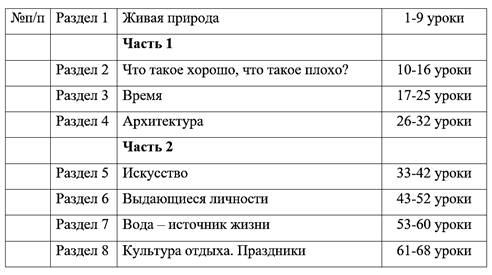 №п/п Раздел 1 Живая природа 1-9 уроки
Часть 1
Раздел 2 Что такое хорошо, что такое плохо? 10-16 уроки
Раздел 3 Время 17-25 уроки
Раздел 4 Архитектура 26-32 уроки
Часть 2
Раздел 5 Искусство 33-42 уроки
Раздел 6 Выдающиеся личности 43-52 уроки
Раздел 7 Вода – источник жизни 53-60 уроки
Раздел 8 Культура отдыха. Праздники 61-68 уроки